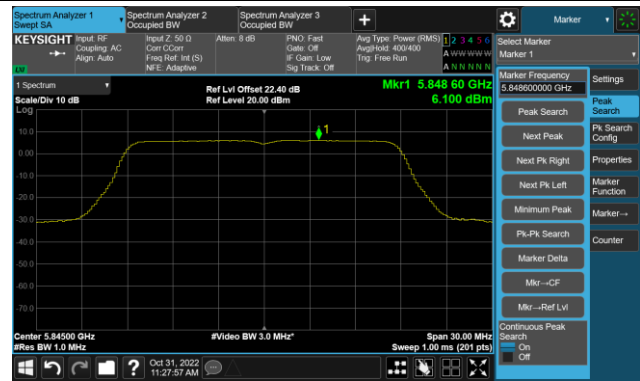 Spectrum Analyzer 1
Swept SA
Spectrum Analyzer 2
Occupied BW
Spectrum Analyzer 3
Occupied BW
Marker
KEYSIGHT
Input: RF
Coupling: AC
Align: Auto
Input Z: 50 Ω
Corr CCorr
Freq Ref: Int (S)
NFE: Adaptive
Atten: 8 dB
PNO: Fast
Gate: Off
IF Gain: Low
Sig Track: Off
Avg Type: Power (RMS)
Avg|Hold: 400/400
Trig: Free Run
1 2 3 4 5 6
A W W W W W
A N N N N N
LXI
Select Marker
Marker 1
1 Spectrum
Scale/Div 10 dB
Log
Ref Lvl Offset 22.40 dB
Ref Level 20.00 dBm
Mkr1 5.848 60 GHz
6.100 dBm
1
10.0
0.00
-10.0
-20.0
-30.0
-40.0
-50.0
-60.0
-70.0
Center 5.84500 GHz
#Res BW 1.0 MHz
#Video BW 3.0 MHz*
Span 30.00 MHz
Sweep 1.00 ms (201 pts)
Marker Frequency
5.848600000 GHz
Peak Search
Next Peak
Next Pk Right
Next Pk Left
Minimum Peak
Pk-Pk Search
Marker Delta
Mkr→CF
Mkr→Ref Lvl
Continuous Peak
Search
On
Off
Settings
Peak
Search
Pk Search
Config
Properties
Marker
Function
Marker→
Counter
?
Oct 31, 2022
11:27:57 AM